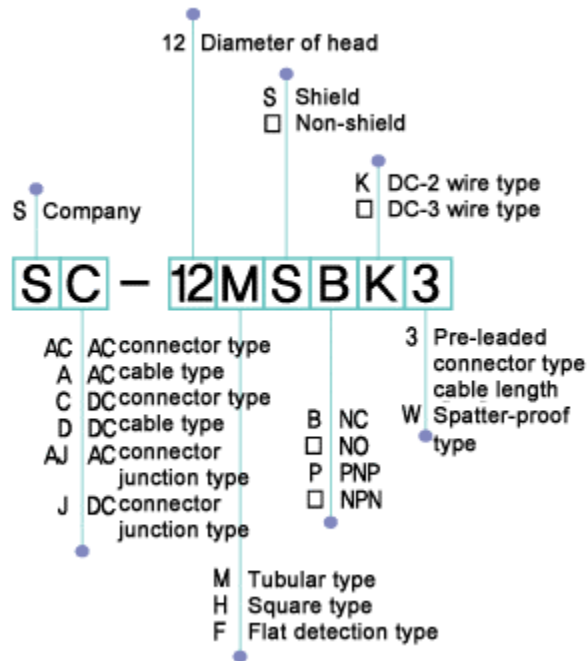 12 Diameter of head
S Shield
□ Non-shield
K DC-2 wire type
□ DC-3 wire type
S Company
SC-12MSBK3
AC AC connector type
A AC cable type
C DC connector type
D DC cable type
AJ AC connector
junction type
J DC connector
junction type
B NC
□ NO
P PNP
□ NPN
3 Pre-leaded
connector type
cable length
W Spatter-proof
type
M Tubular type
H Square type
F Flat detection type